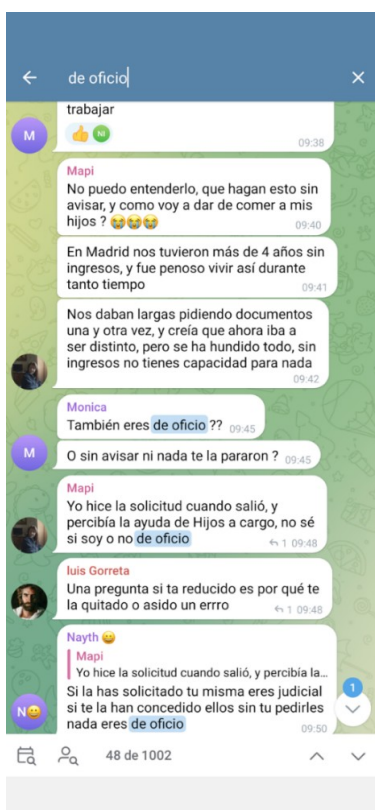 de oficio
trabajar
M
NI
09:38
Mapi
No puedo entenderlo, que hagan esto sin
avisar, y como voy a dar de comer a mis
hijos ? 😭😭😭
09:40
En Madrid nos tuvieron más de 4 años sin
ingresos, y fue penoso vivir así durante
tanto tiempo
09:41
Nos daban largas pidiendo documentos
una y otra vez, y creía que ahora iba a
ser distinto, pero se ha hundido todo, sin
ingresos no tienes capacidad para nada
09:42
Monica
También eres de oficio ?? 09:45
M
O sin avisar ni nada te la pararon ? 09:45
Mapi
Yo hice la solicitud cuando salió, y
percibía la ayuda de Hijos a cargo, no sé
si soy o no de oficio
1 09:48
luis Gorreta
Una pregunta si ta reducido es por qué te
la quitado o asido un errro
1 09:48
Nayth 😄
Mapi
Yo hice la solicitud cuando salió, y percibía la...
Si la has solicitado tu misma eres judicial
si te la han concedido ellos sin tu pedirles
nada eres de oficio
09:50
N😄
1
48 de 1002